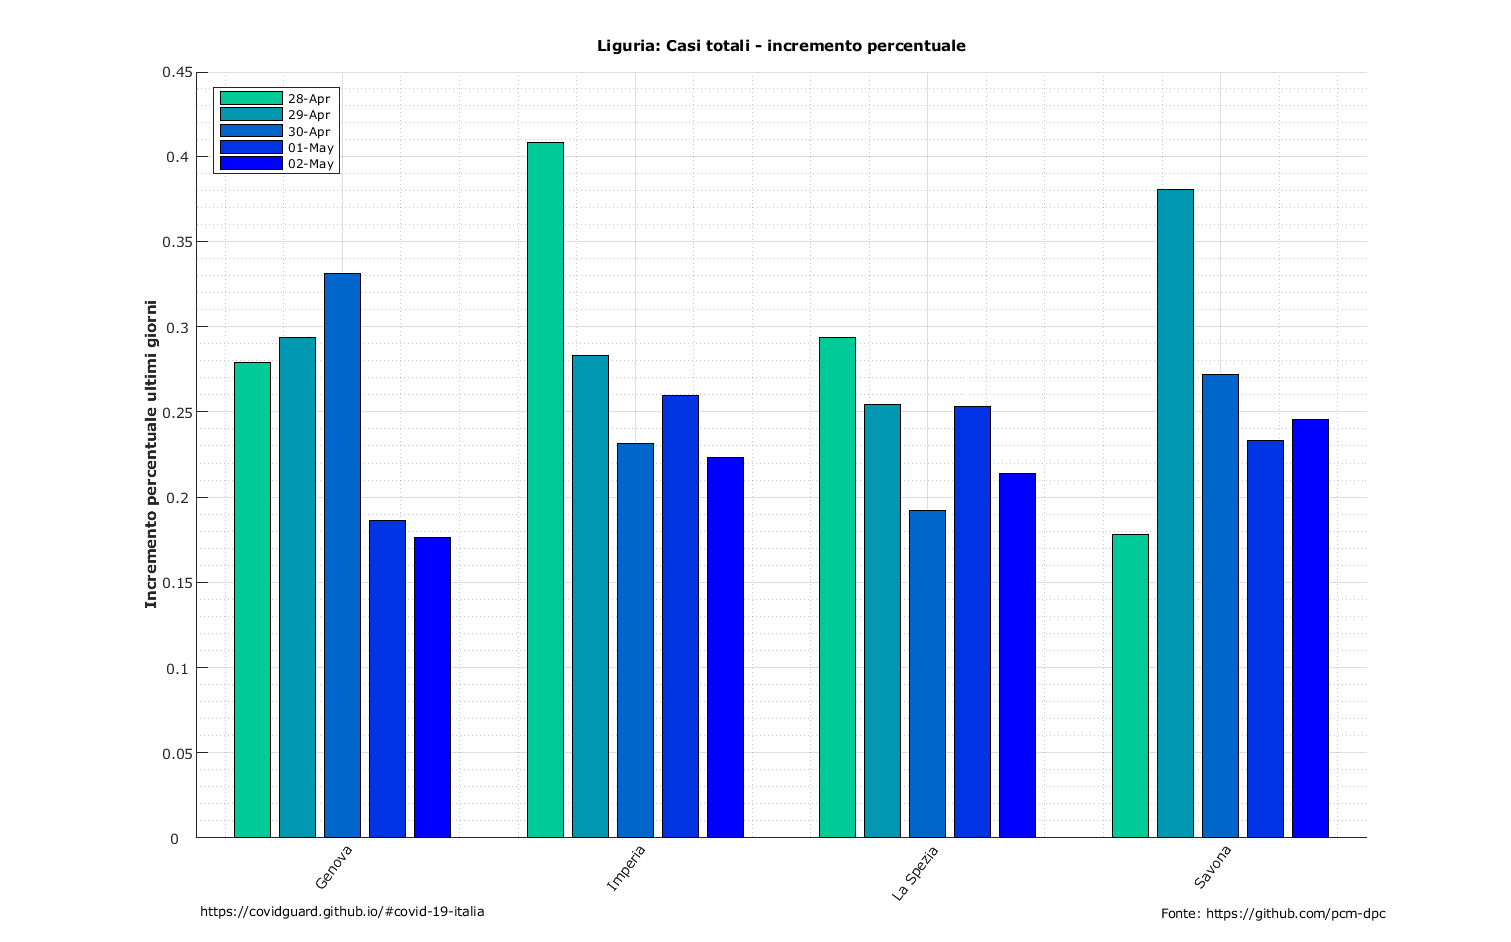 Liguria: Casi totali - incremento percentuale
Incremento percentuale ultimi giorni
0.45
0.4
0.35
0.3
0.25
0.2
0.15
0.1
0.05
0
28-Apr
29-Apr
30-Apr
01-May
02-May
Genova
Imperia
La Spezia
Savona
https://covidguard.github.io/#covid-19-italia
Fonte: https://github.com/pcm-dpc